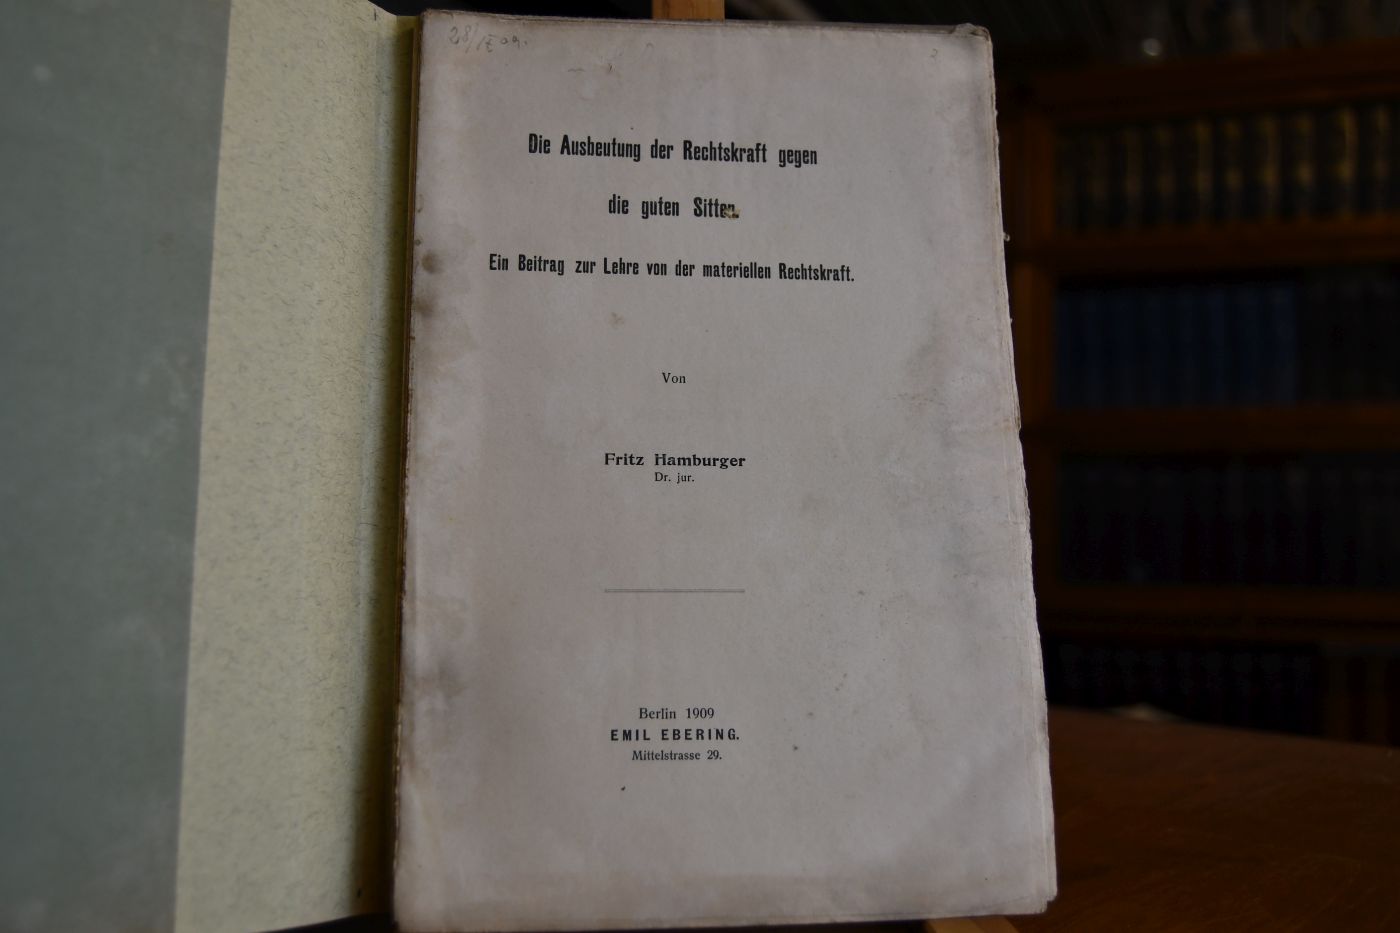 Die Ausbeutung der Rechtskraft gegen
die guten Sitten.
Ein Beitrag zur Lehre von der materiellen Rechtskraft.
Von
Fritz Hamburger
Dr. jur.
Berlin 1909
EMIL EBERING.
Mittelstrasse 29.